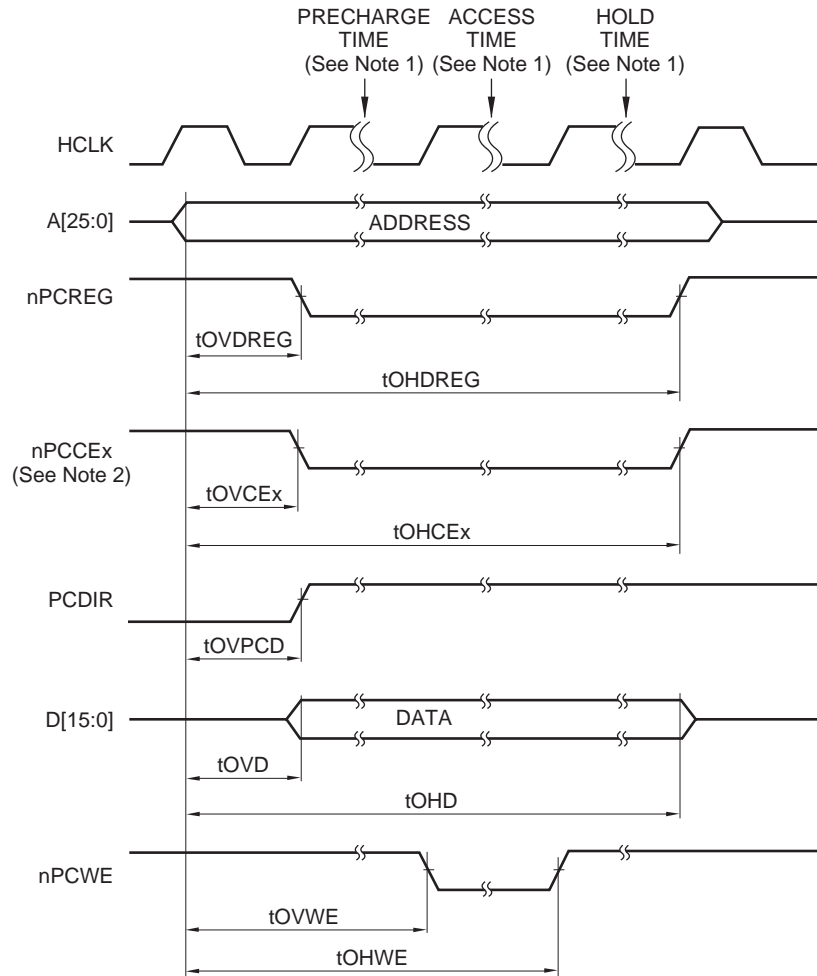 PRECHARGE TIME (See Note 1)
ACCESS TIME (See Note 1)
HOLD TIME (See Note 1)
HCLK
A[25:0]
ADDRESS
nPCREG
tOVDREG
tOHDREG
nPCCEx
(See Note 2)
tOVCEx
tOHCEx
PCDIR
tOVPCD
D[15:0]
DATA
tOVD
tOHD
nPCWE
tOVWE
tOHWE